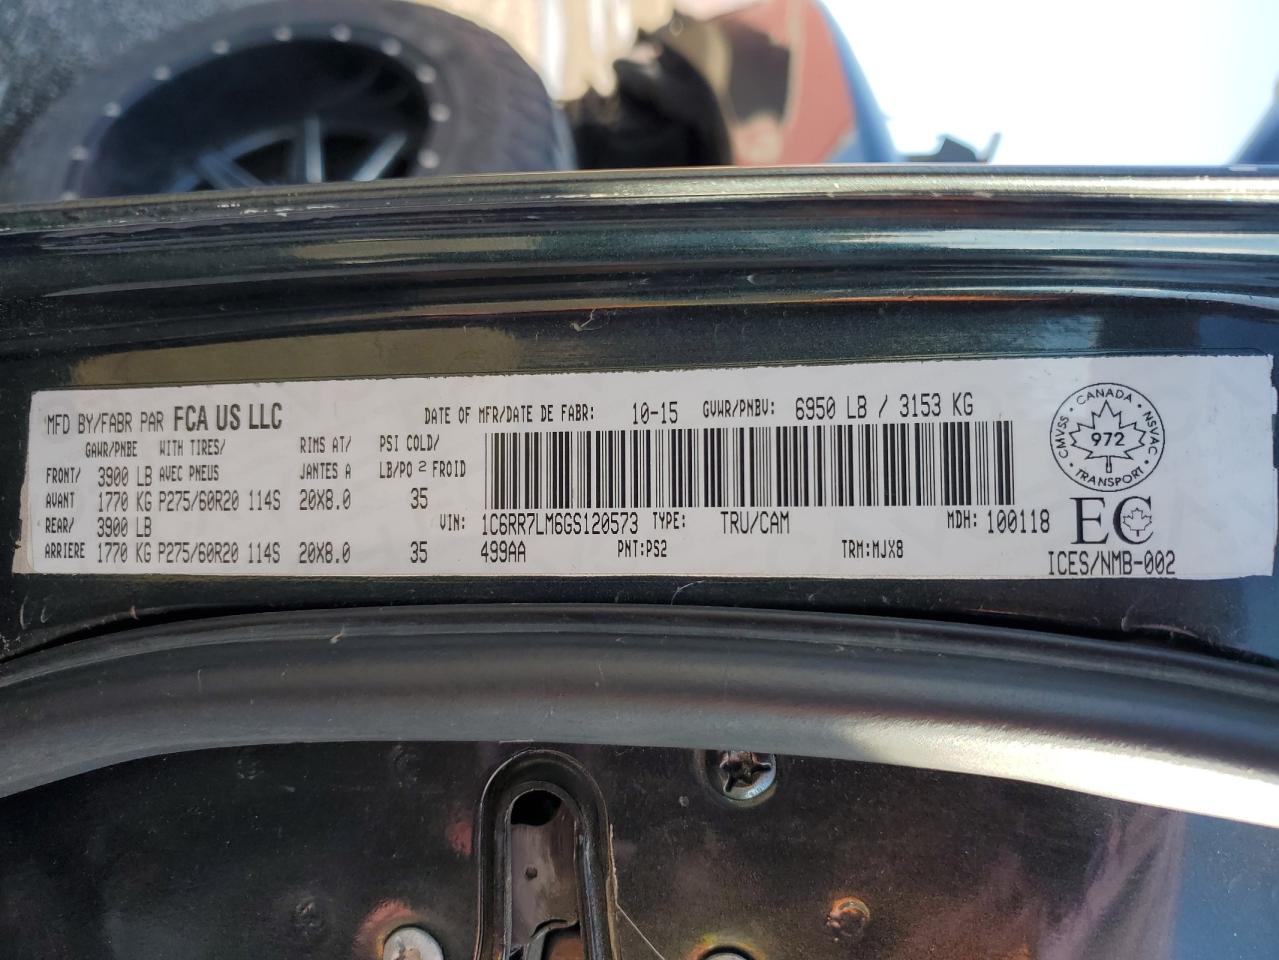 MFD BY/FABR PAR FCA US LLC DATE OF MFR/DATE DE FABR: 10-15 GVWR/PNBV: 6950 LB / 3153 KG
GAWR/PNBE WITH TIRES/ RIMS AT/ PSI COLD/
FRONT/ 3900 LB AVEC PNEUS JANTES A LB/PO 2 FROID
AVANT 1770 KG P275/60R20 114S 20X8.0 35
REAR/ 3900 LB VIN: 1C6RR7LM6GS120573 TYPE: TRU/CAM MDH: 100118
ARRIERE 1770 KG P275/60R20 114S 20X8.0 35 499AA PNT:PS2 TRM:MJX8
CANADA
CMVSS 972 NSVAC
TRANSPORT
EC
ICES/NMB-002